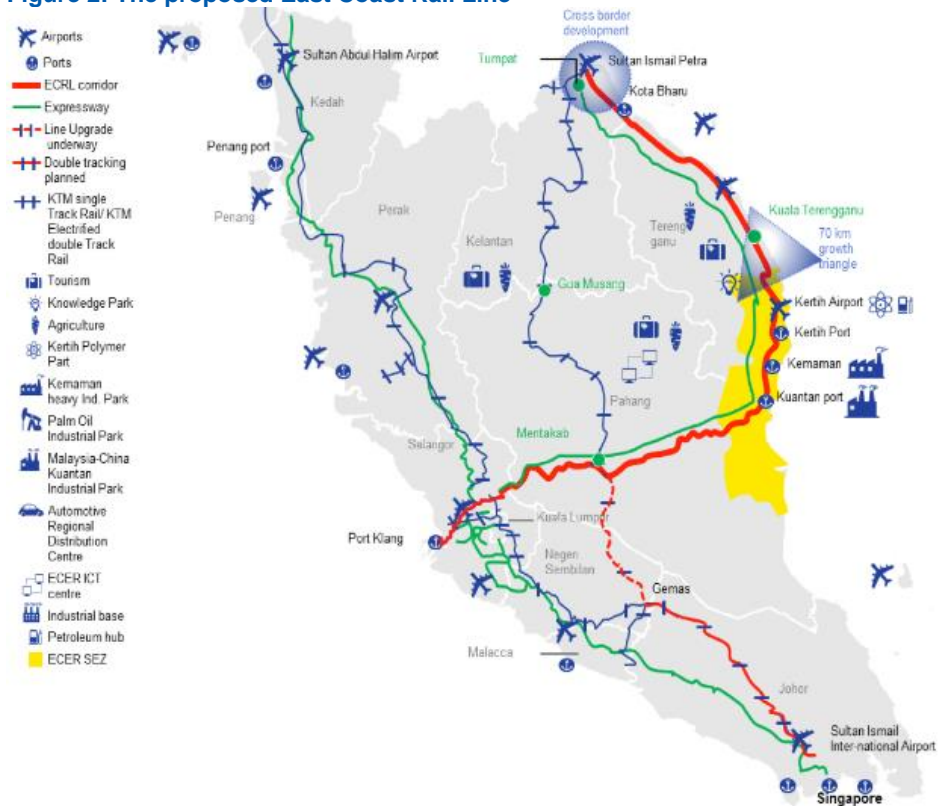 Figure 2: The proposed East Coast Rail Line
Airports
Ports
ECRL corridor
Expressway
Line Upgrade
underway
Double tracking
planned
KTM single
Track Rail/ KTM
Electrified
double Track
Rail
Tourism
Knowledge Park
Agriculture
Kertih Polymer
Part
Kemaman
heavy Ind. Park
Palm Oil
Industrial Park
Malaysia-China
Kuantan
Industrial Park
Automotive
Regional
Distribution
Centre
ECER ICT
centre
Industrial base
Petroleum hub
ECER SEZ
Cross border
development
Sultan Abdul Halim Airport
Tumpat
Sultan Ismail Petra
Kedah
Kota Bharu
Penang port
Penang
Perak
Kelantan
Tereng
ganu
Kuala Terengganu
70 km
growth
triangle
Gua Musang
Kertih Airport
Kertih Port
Kemaman
Pahang
Kuantan port
Mentakab
Selangor
Kuala Lumpur
Port Klang
Negeri
Sembilan
Gemas
Malacca
Johor
Sultan Ismail
Inter-national Airport
Singapore